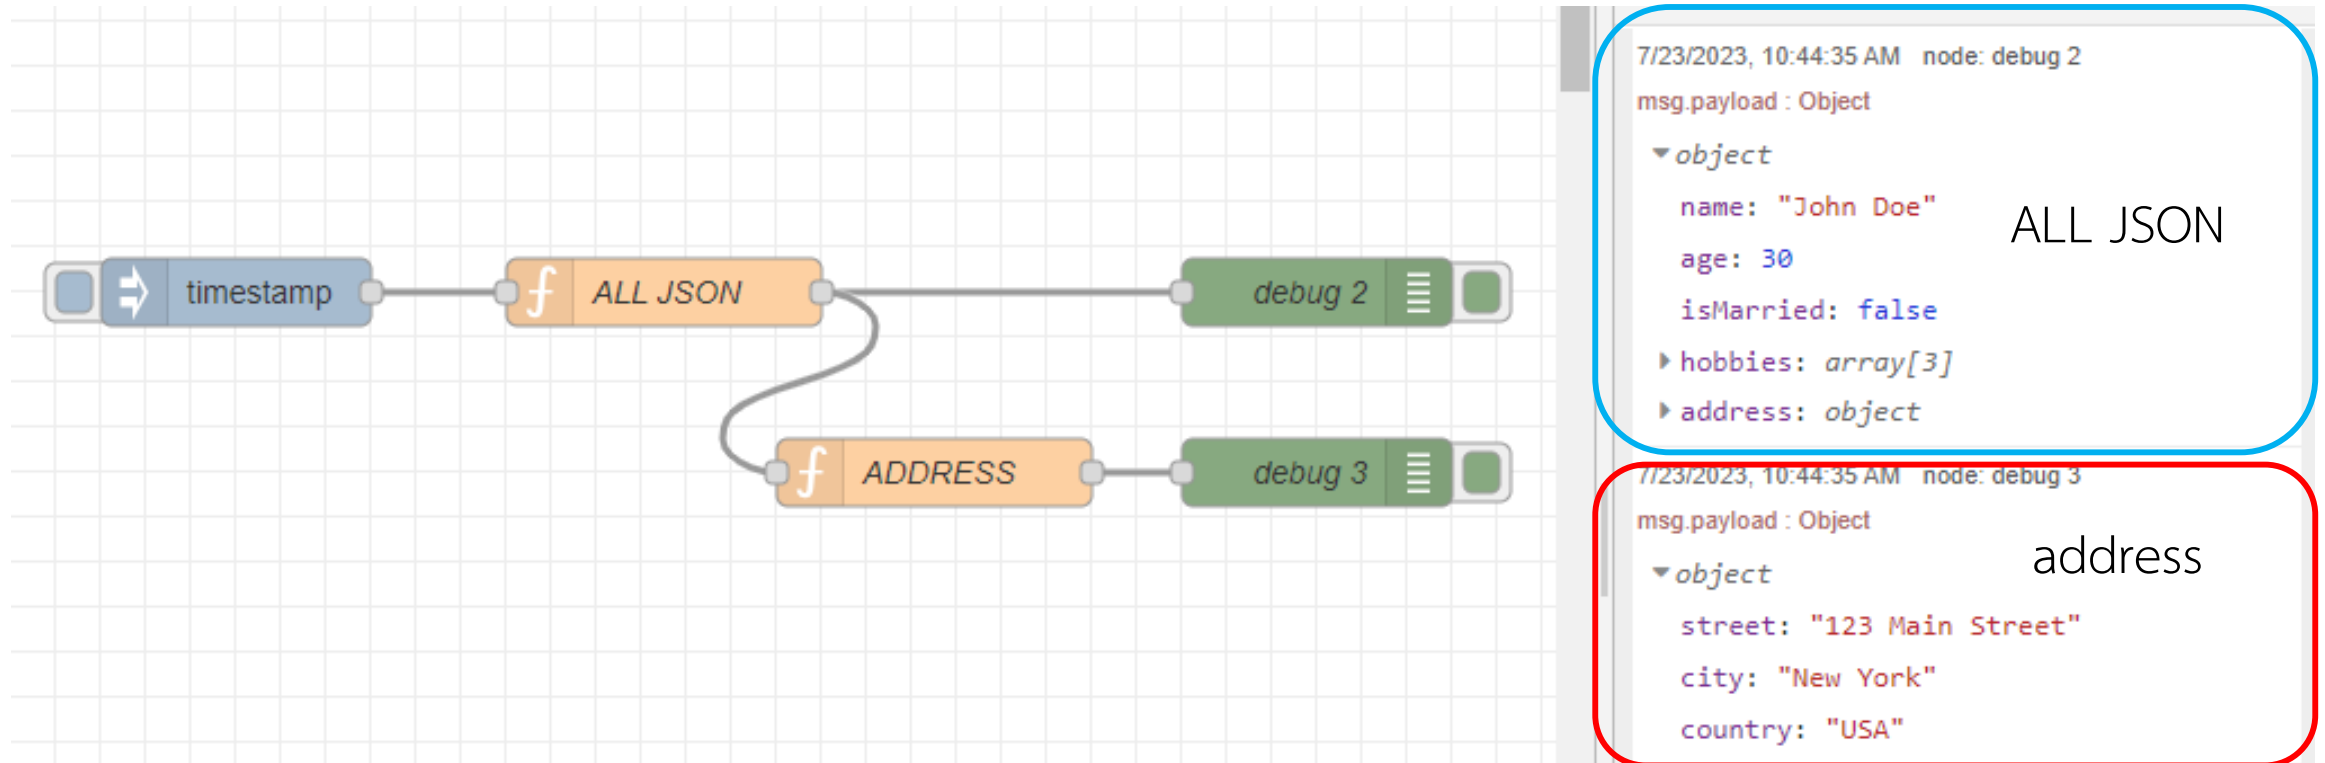 timestamp
ALL JSON
debug 2
ADDRESS
debug 3
7/23/2023, 10:44:35 AM node: debug 2
msg.payload : Object
object
name: "John Doe"
ALL JSON
age: 30
isMarried: false
hobbies: array[3]
address: object
7/23/2023, 10:44:35 AM node: debug 3
msg.payload : Object
address
object
street: "123 Main Street"
city: "New York"
country: "USA"